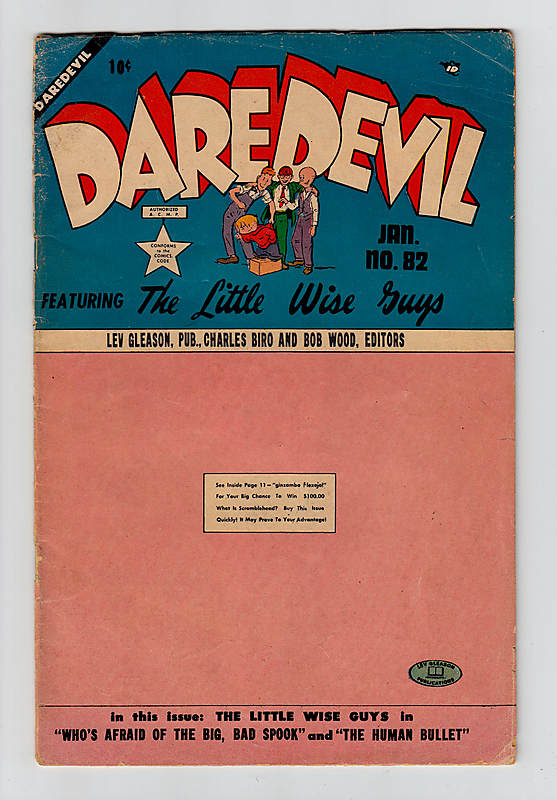 DAREDEVIL
10¢
ID
DAREDEVIL
AUTHORIZED
A.C.M.P.
CONFORMS
to the
COMICS
CODE
JAN.
NO. 82
FEATURING The Little Wise Guys
LEV GLEASON, PUB., CHARLES BIRO AND BOB WOOD, EDITORS
See Inside Page 11—"ginzambo flezaja!"
For Your Big Chance To Win $100.00
What Is Scramblehead? Buy This Issue
Quickly! It May Prove To Your Advantage!
LEV GLEASON
PUBLICATIONS
in this issue: THE LITTLE WISE GUYS in
"WHO'S AFRAID OF THE BIG, BAD SPOOK" and "THE HUMAN BULLET"